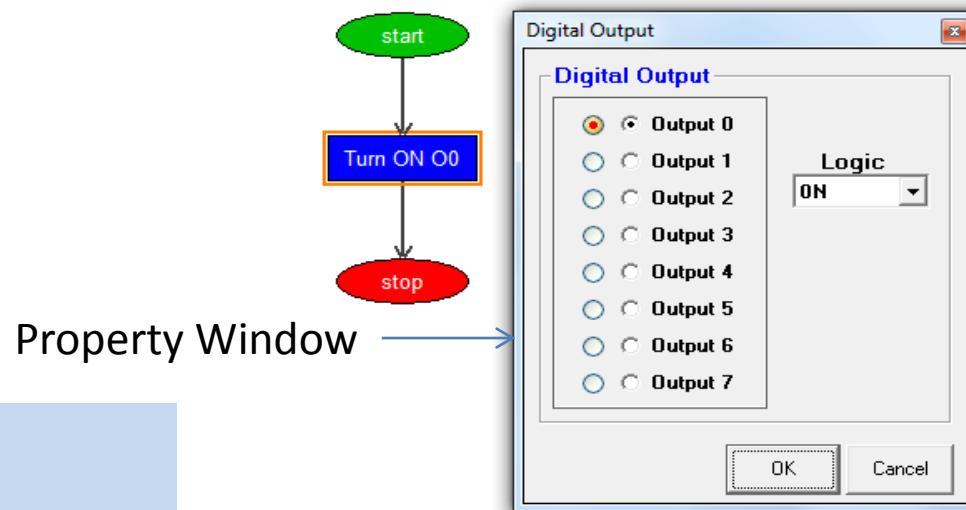 start
Turn ON O0
stop
Property Window
Digital Output
Digital Output
Output 0
Output 1
Output 2
Output 3
Output 4
Output 5
Output 6
Output 7
Logic
ON
OK
Cancel